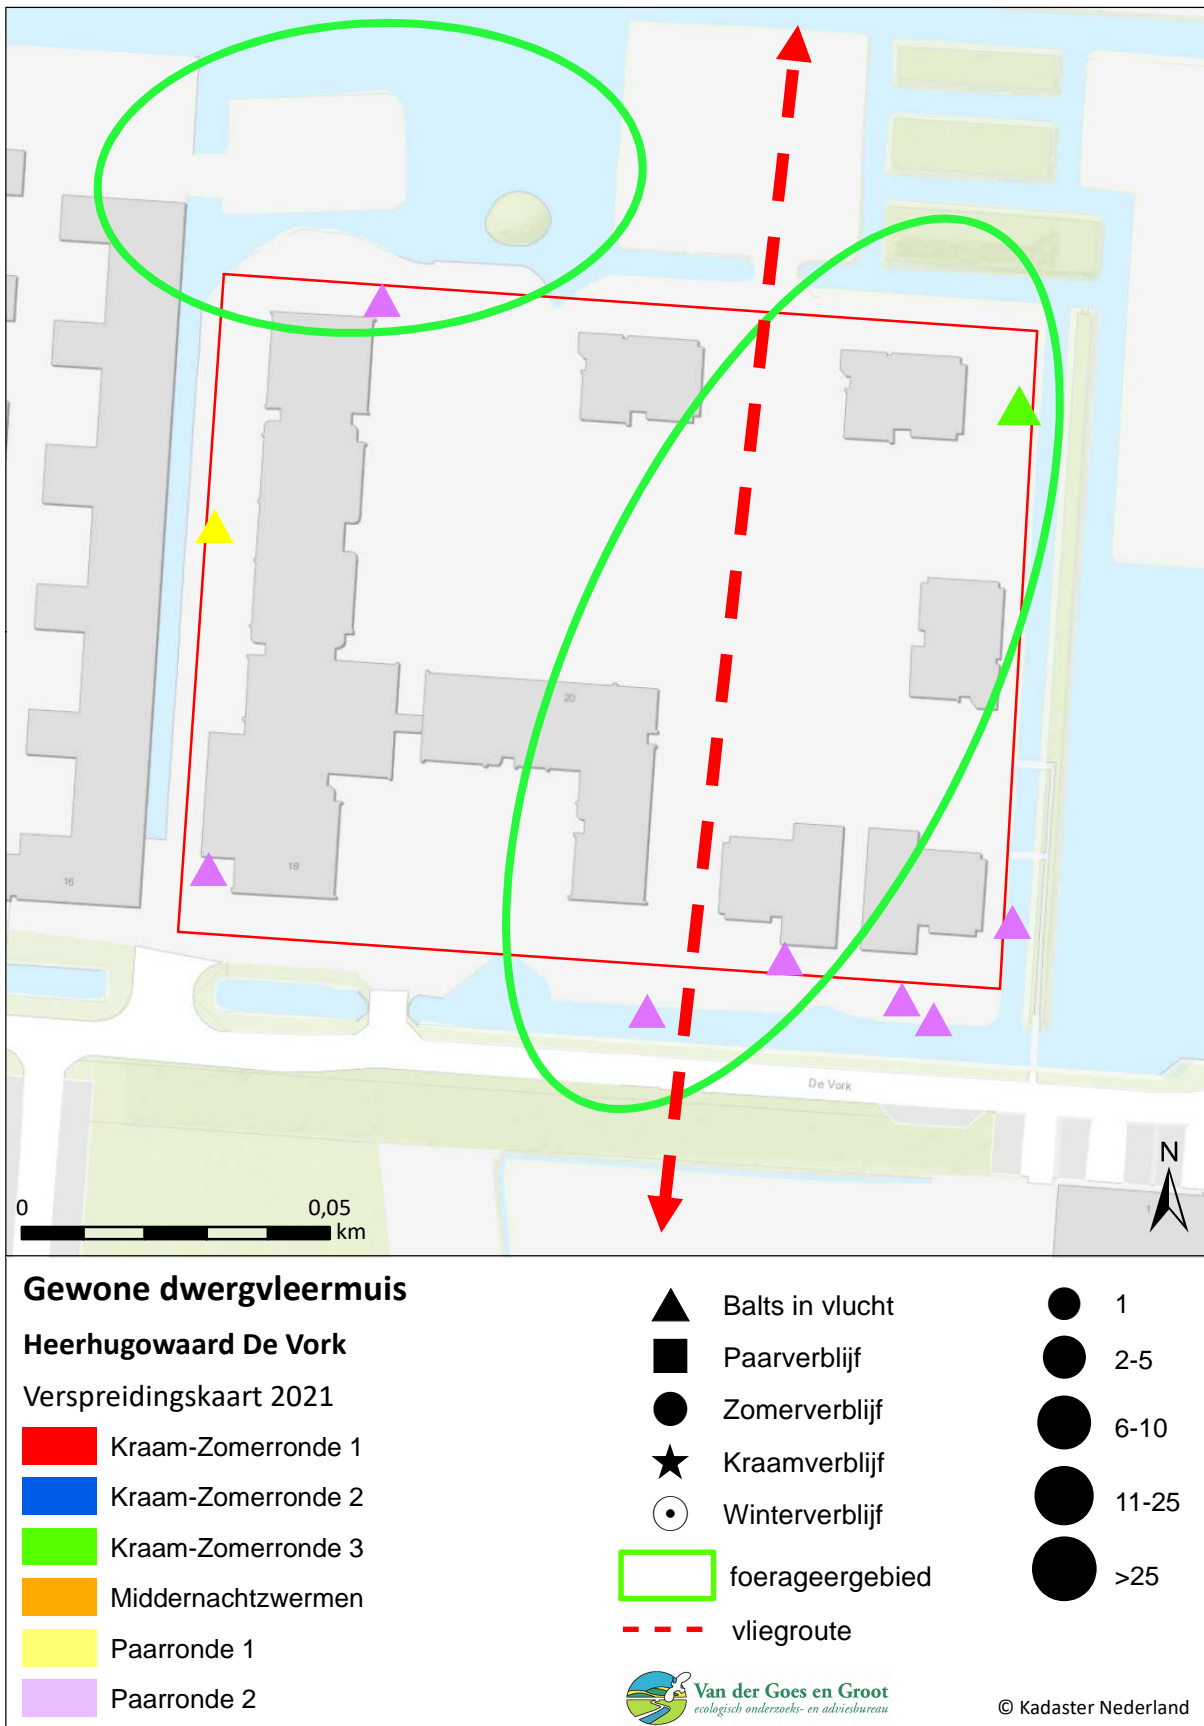 20
18
16
De Vork
N
0 0,05
km
Gewone dwergvleermuis
Heerhugowaard De Vork
Verspreidingskaart 2021
Kraam-Zomerronde 1
Kraam-Zomerronde 2
Kraam-Zomerronde 3
Middernachtzwermen
Paarronde 1
Paarronde 2
Balts in vlucht
Paarverblijf
Zomerverblijf
Kraamverblijf
Winterverblijf
foerageergebied
vliegroute
1
2-5
6-10
11-25
>25
Van der Goes en Groot
ecologisch onderzoeks- en adviesbureau
© Kadaster Nederland